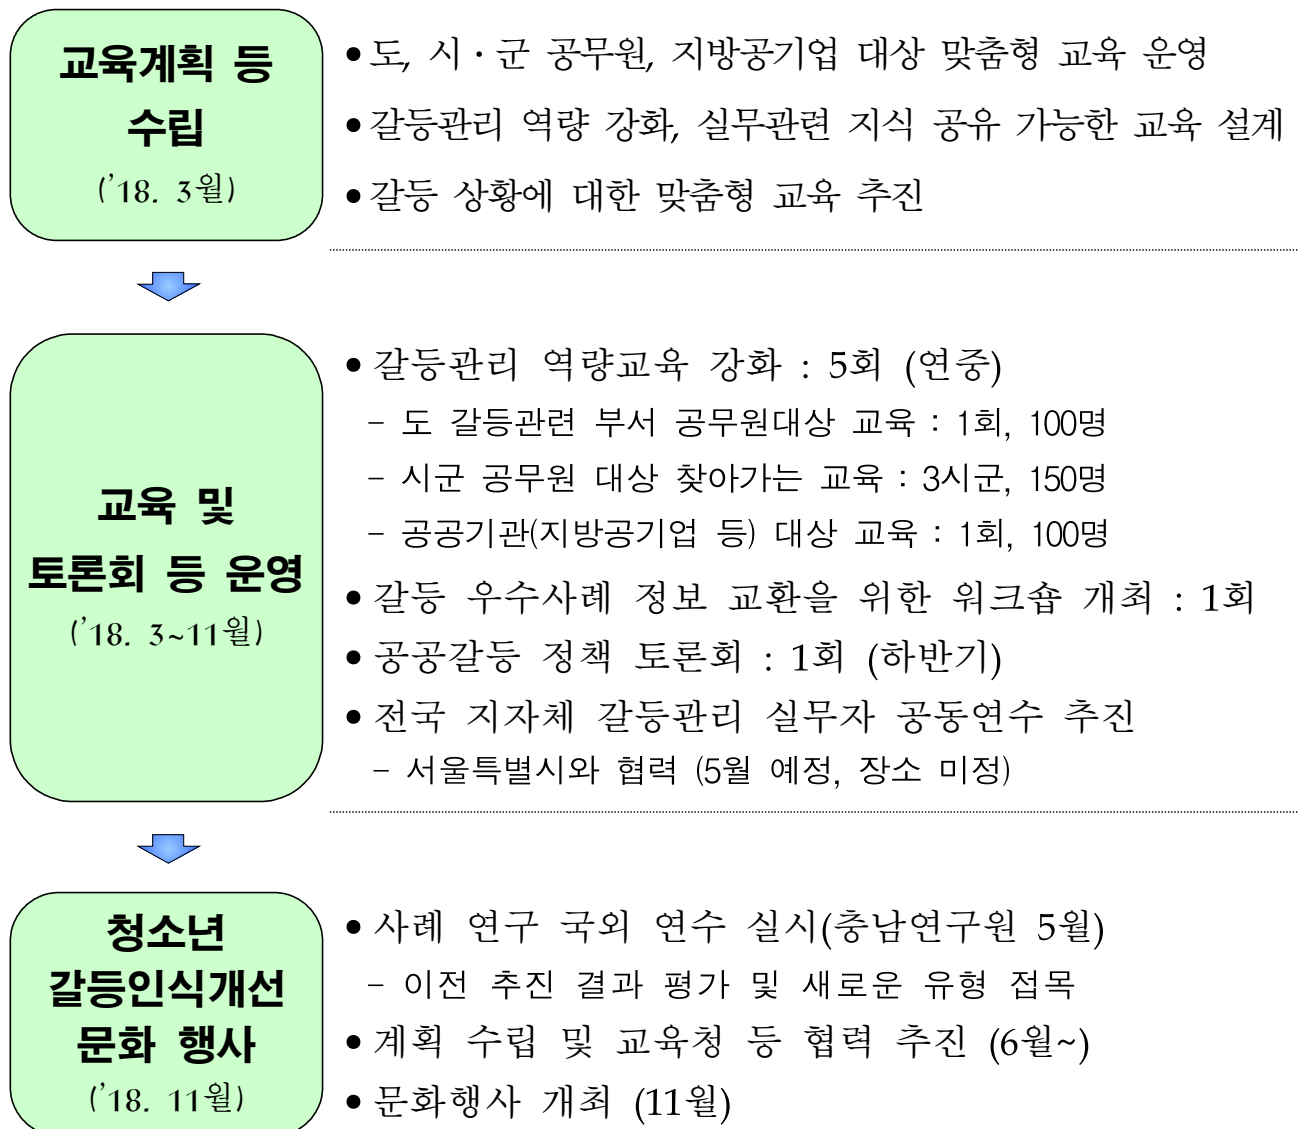 교육계획 등
수립
(’18. 3월)
• 도, 시·군 공무원, 지방공기업 대상 맞춤형 교육 운영
• 갈등관리 역량 강화, 실무관련 지식 공유 가능한 교육 설계
• 갈등 상황에 대한 맞춤형 교육 추진
교육 및
토론회 등 운영
(’18. 3~11월)
• 갈등관리 역량교육 강화 : 5회 (연중)
- 도 갈등관련 부서 공무원대상 교육 : 1회, 100명
- 시군 공무원 대상 찾아가는 교육 : 3시군, 150명
- 공공기관(지방공기업 등) 대상 교육 : 1회, 100명
• 갈등 우수사례 정보 교환을 위한 워크숍 개최 : 1회
• 공공갈등 정책 토론회 : 1회 (하반기)
• 전국 지자체 갈등관리 실무자 공동연수 추진
- 서울특별시와 협력 (5월 예정, 장소 미정)
청소년
갈등인식개선
문화 행사
(’18. 11월)
• 사례 연구 국외 연수 실시(충남연구원 5월)
- 이전 추진 결과 평가 및 새로운 유형 접목
• 계획 수립 및 교육청 등 협력 추진 (6월~)
• 문화행사 개최 (11월)